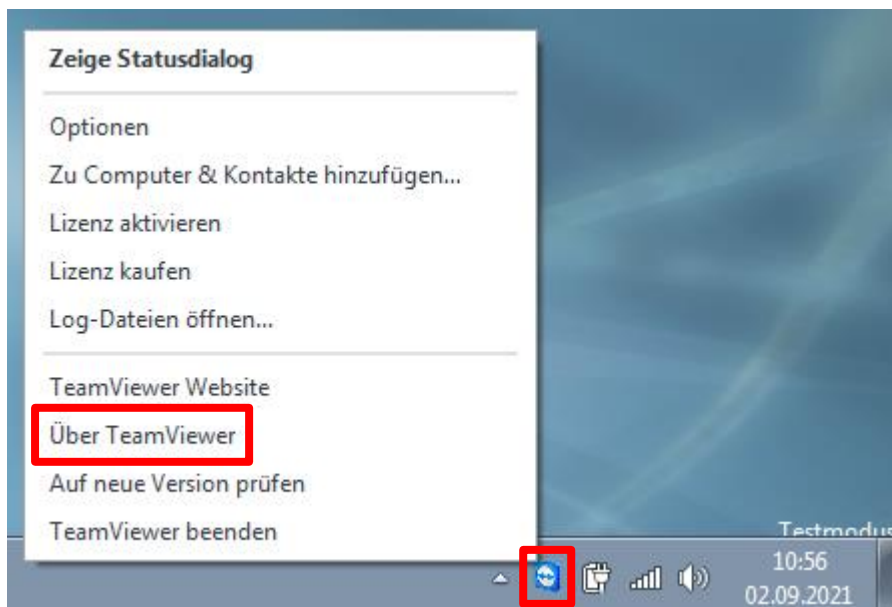 Zeige Statusdialog
Optionen
Zu Computer & Kontakte hinzufügen...
Lizenz aktivieren
Lizenz kaufen
Log-Dateien öffnen...
TeamViewer Website
Über TeamViewer
Auf neue Version prüfen
TeamViewer beenden
Testmodus
10:56
02.09.2021